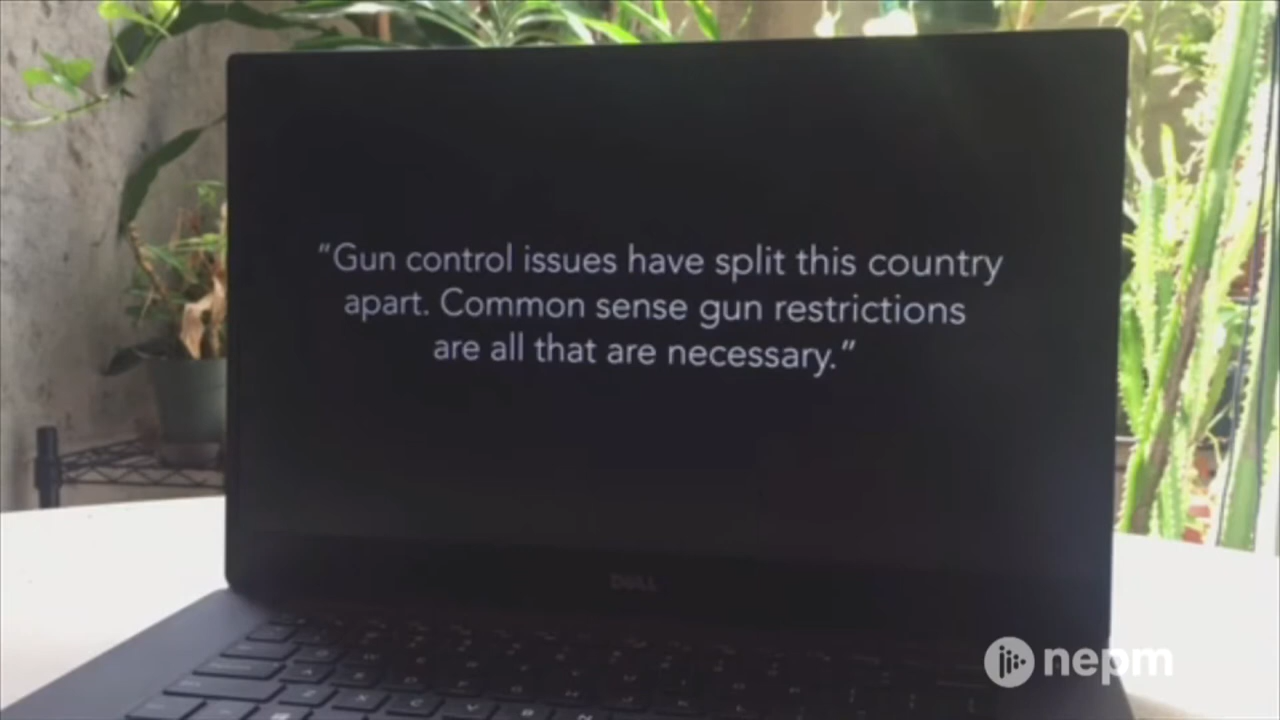 "Gun control issues have split this country
apart. Common sense gun restrictions
are all that are necessary."
DELL
nepm